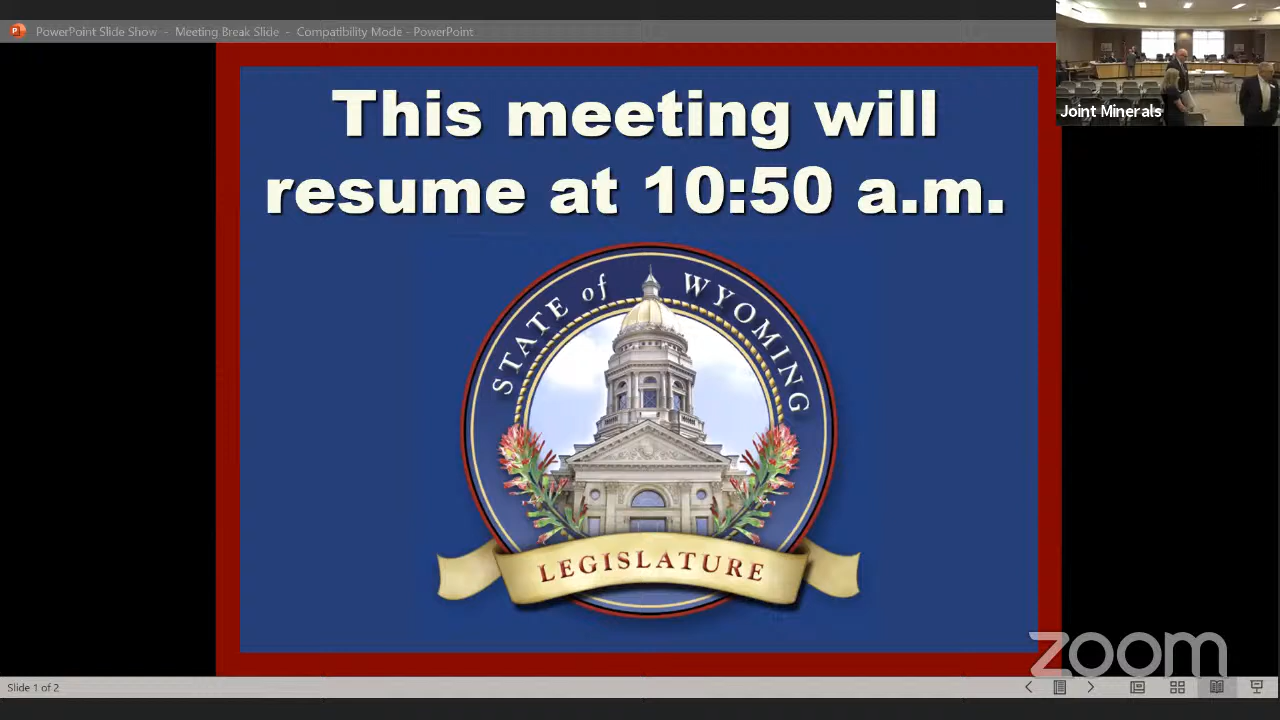 PowerPoint Slide Show - Meeting Break Slide - Compatibility Mode - PowerPoint
Joint Minerals
This meeting will
resume at 10:50 a.m.
STATE of WYOMING
LEGISLATURE
zoom
Slide 1 of 2